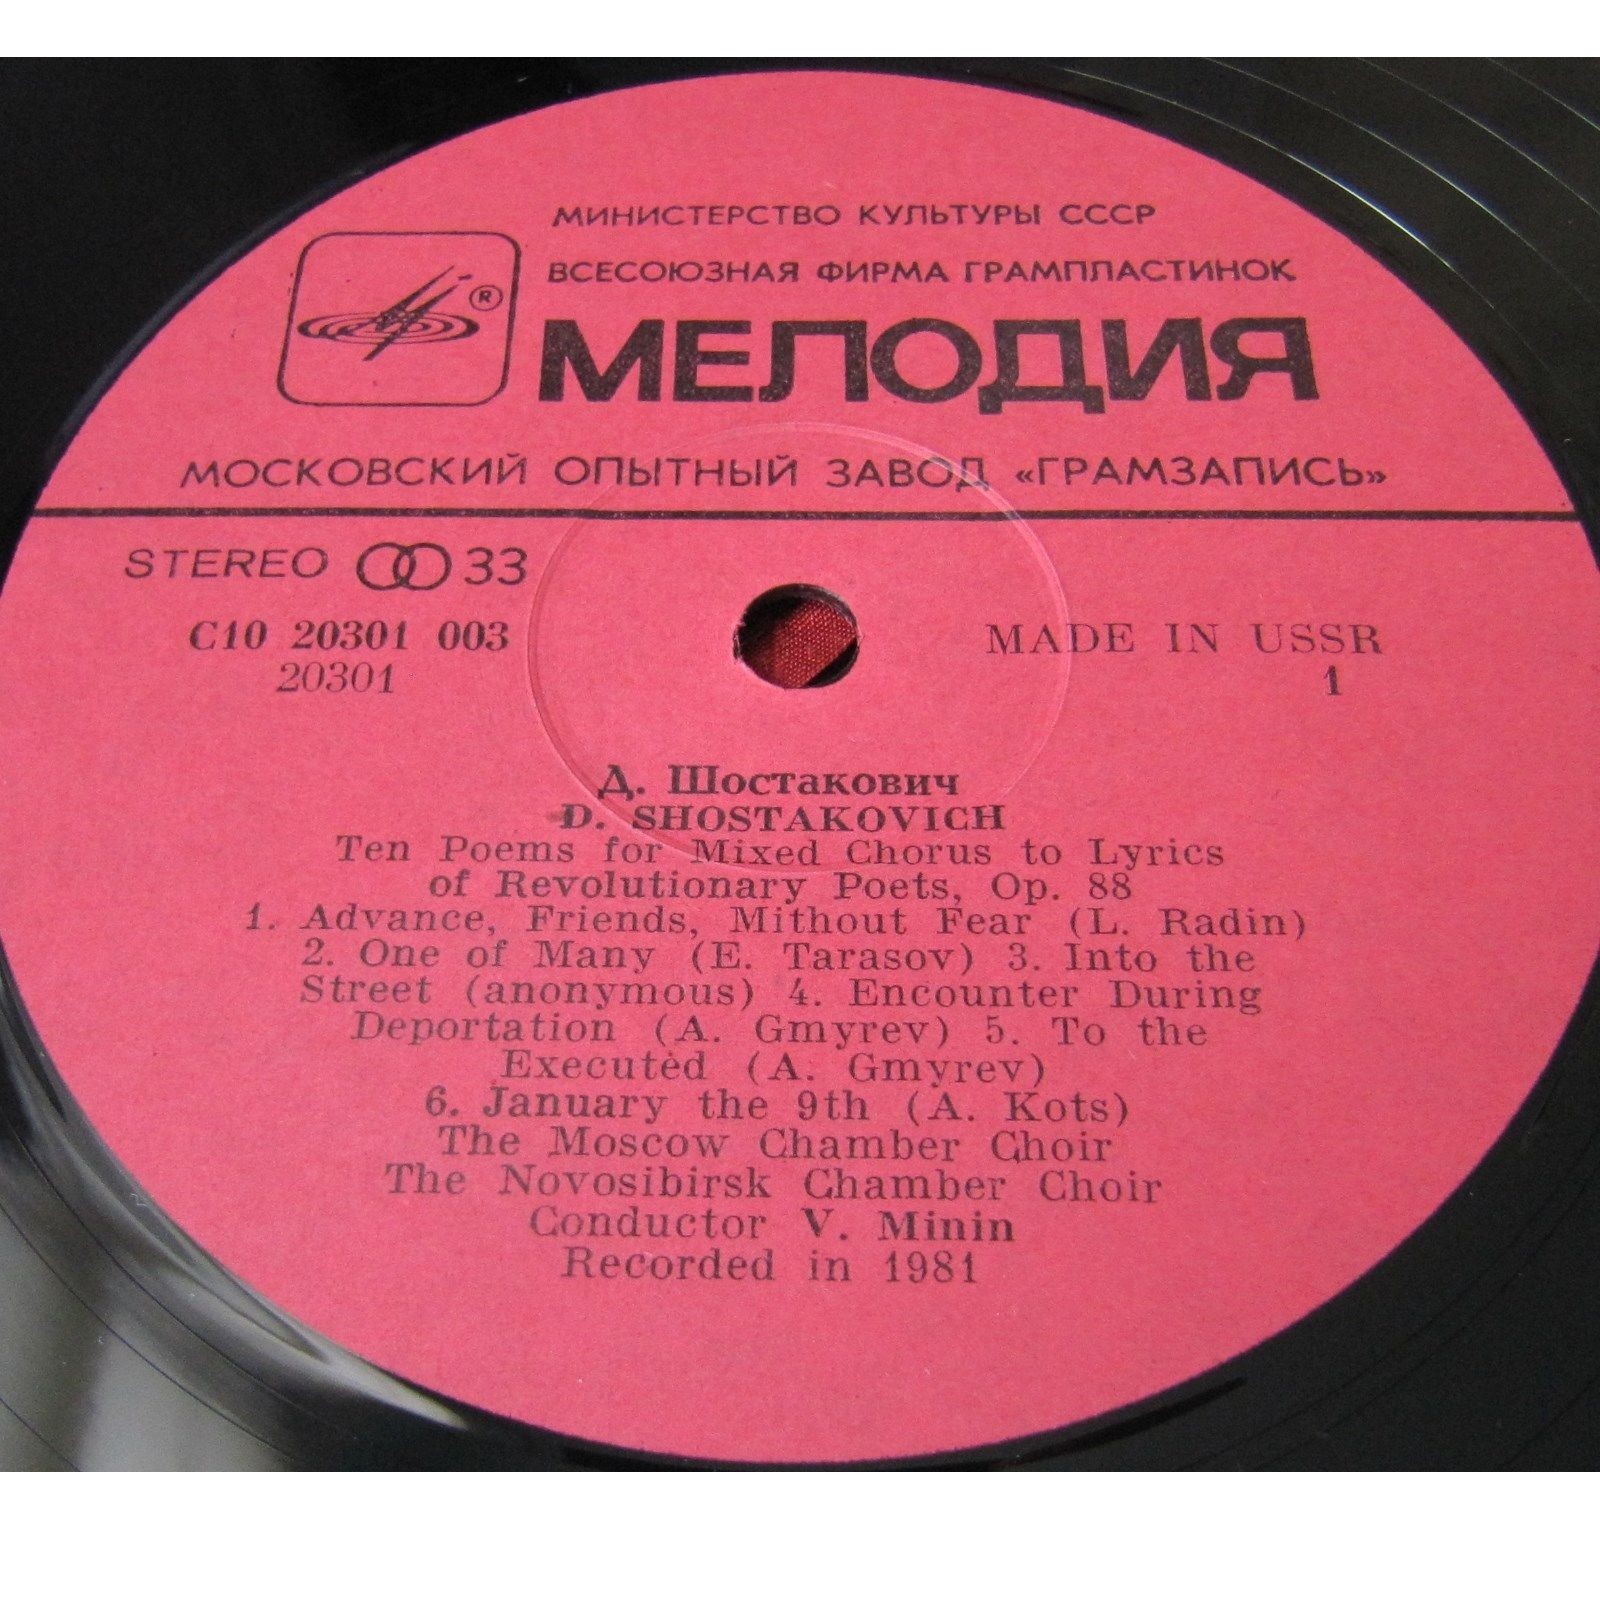 МИНИСТЕРСТВО КУЛЬТУРЫ СССР
ВСЕСОЮЗНАЯ ФИРМА ГРАМПЛАСТИНОК
®
МЕЛОДИЯ
МОСКОВСКИЙ ОПЫТНЫЙ ЗАВОД «ГРАМЗАПИСЬ»
STEREO 33
С10 20301 003
MADE IN USSR
20301
1
Д. Шостакович
D. SHOSTAKOVICH
Ten Poems for Mixed Chorus to Lyrics
of Revolutionary Poets, Op. 88
1. Advance, Friends, Mithout Fear (L. Radin)
2. One of Many (E. Tarasov) 3. Into the
Street (anonymous) 4. Encounter During
Deportation (A. Gmyrev) 5. To the
Executed (A. Gmyrev)
6. January the 9th (A. Kots)
The Moscow Chamber Choir
The Novosibirsk Chamber Choir
Conductor V. Minin
Recorded in 1981